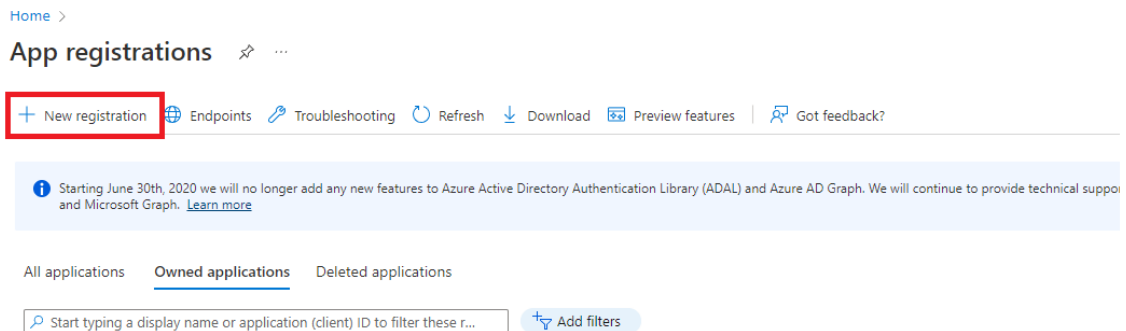 Home >
App registrations ...
New registration Endpoints Troubleshooting Refresh Download Preview features Got feedback?
Starting June 30th, 2020 we will no longer add any new features to Azure Active Directory Authentication Library (ADAL) and Azure AD Graph. We will continue to provide technical
and Microsoft Graph. Learn more
All applications Owned applications Deleted applications
Start typing a display name or application (client) ID to filter these r...
Add filters